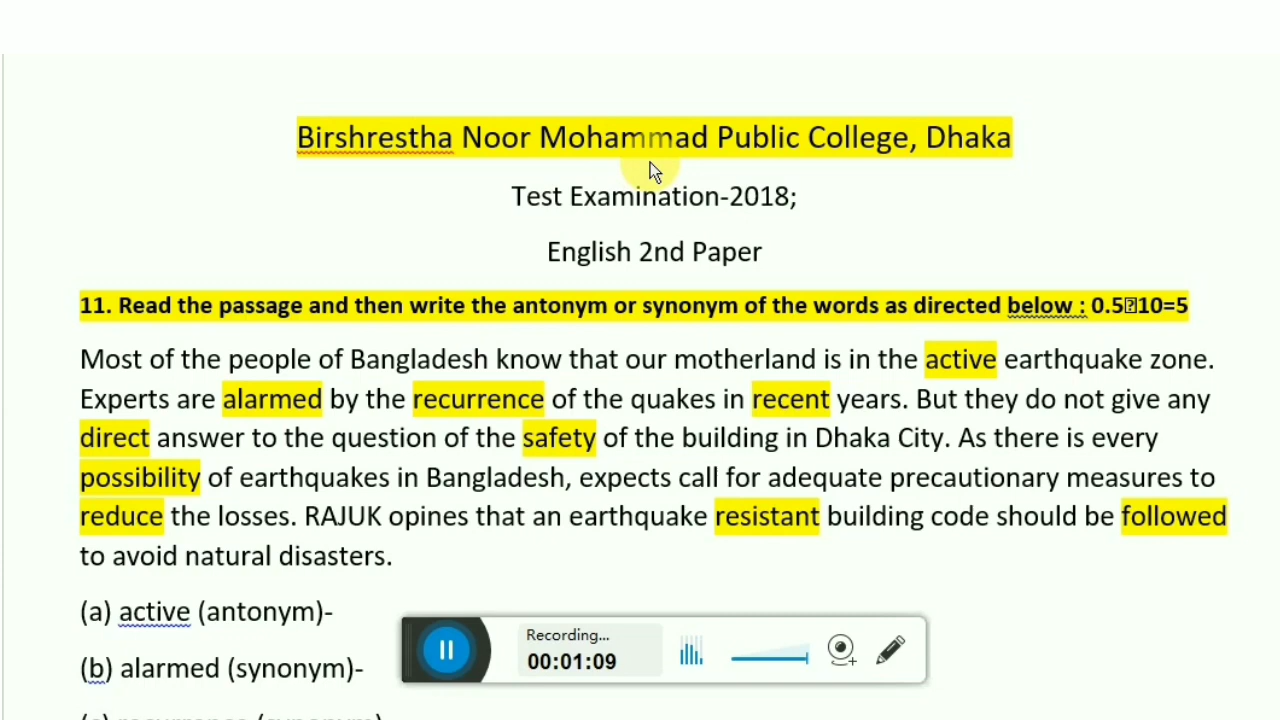 Birshrestha Noor Mohammad Public College, Dhaka
Test Examination-2018;
English 2nd Paper
11. Read the passage and then write the antonym or synonym of the words as directed below : 0.5 10=5
Most of the people of Bangladesh know that our motherland is in the active earthquake zone.
Experts are alarmed by the recurrence of the quakes in recent years. But they do not give any
direct answer to the question of the safety of the building in Dhaka City. As there is every
possibility of earthquakes in Bangladesh, expects call for adequate precautionary measures to
reduce the losses. RAJUK opines that an earthquake resistant building code should be followed
to avoid natural disasters.
(a) active (antonym)-
(b) alarmed (synonym)-
Recording...
00:01:09